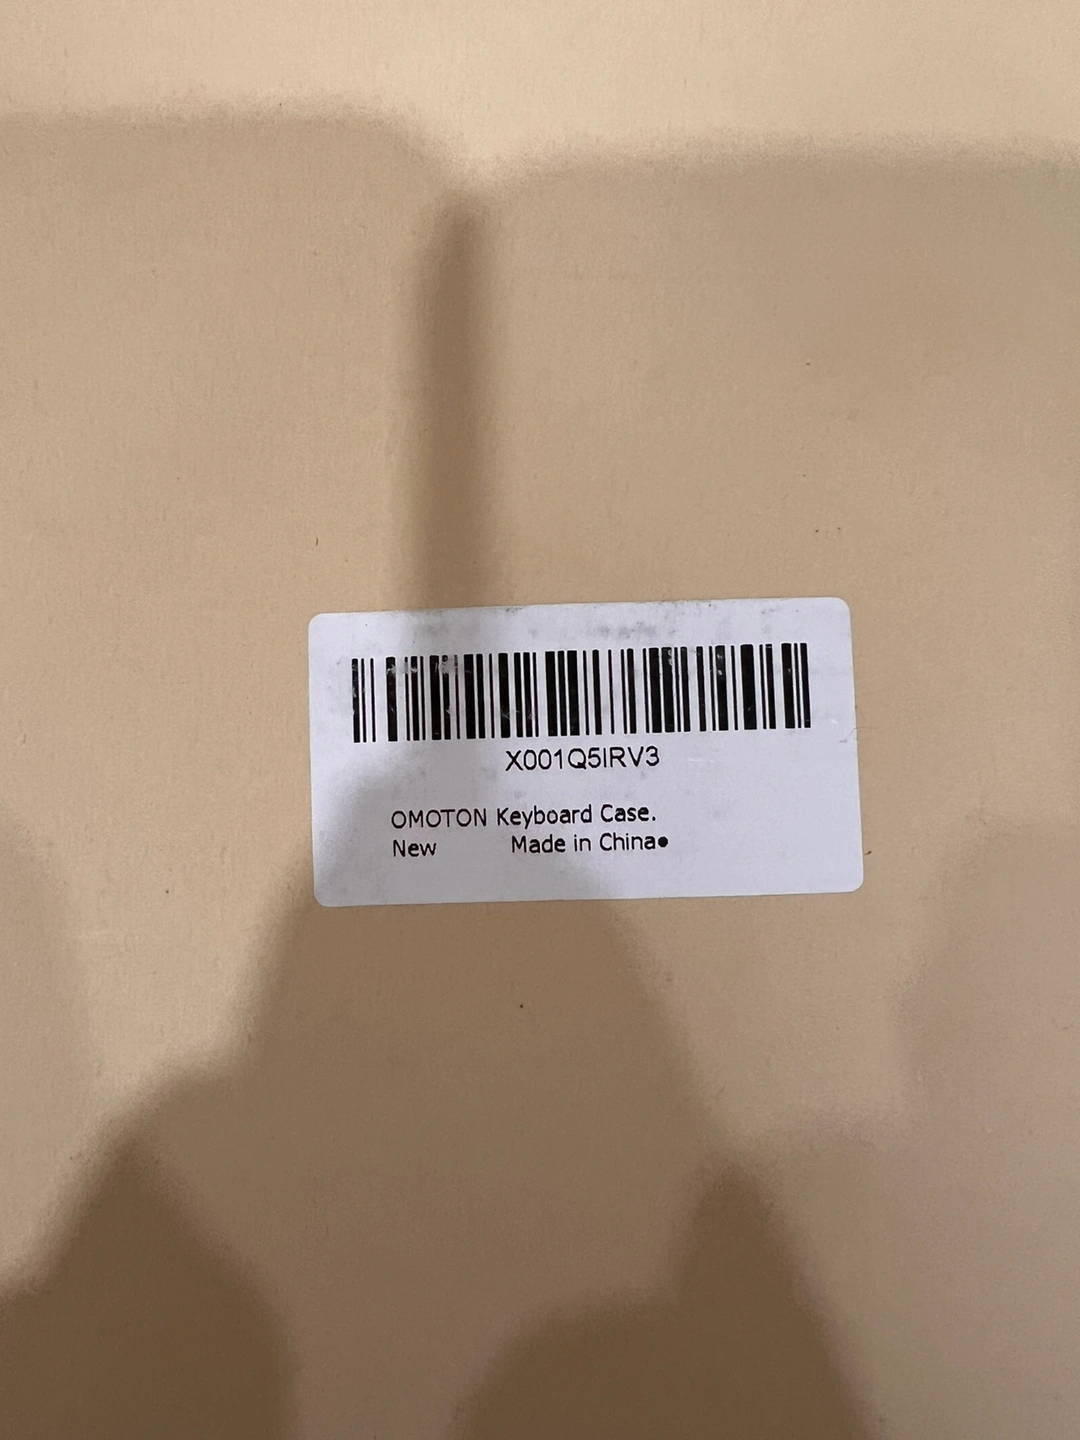 X001Q5IRV3
OMOTON Keyboard Case.
New Made in China●